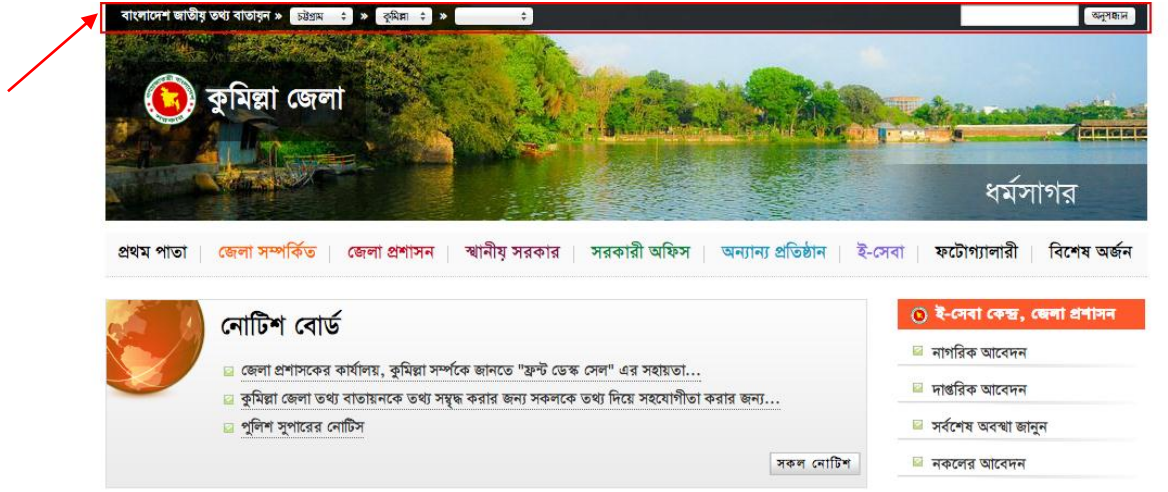 বাংলাদেশ জাতীয় তথ্য বাতায়ন » চট্টগ্রাম » কুমিল্লা » অনুসন্ধান
কুমিল্লা জেলা
ধর্মসাগর
প্রথম পাতা জেলা সম্পর্কিত জেলা প্রশাসন স্থানীয় সরকার সরকারী অফিস অন্যান্য প্রতিষ্ঠান ই-সেবা ফটোগ্যালারী বিশেষ অর্জন
নোটিশ বোর্ড
জেলা প্রশাসকের কার্যালয়, কুমিল্লা সর্ম্পকে জানতে "ফ্রন্ট ডেস্ক সেল" এর সহায়তা...
কুমিল্লা জেলা তথ্য বাতায়নকে তথ্য সম্বৃদ্ধ করার জন্য সকলকে তথ্য দিয়ে সহযোগীতা করার জন্য...
পুলিশ সুপারের নোটিস
সকল নোটিশ
ই-সেবা কেন্দ্র, জেলা প্রশাসন
নাগরিক আবেদন
দাপ্তরিক আবেদন
সর্বশেষ অবস্থা জানুন
নকলের আবেদন